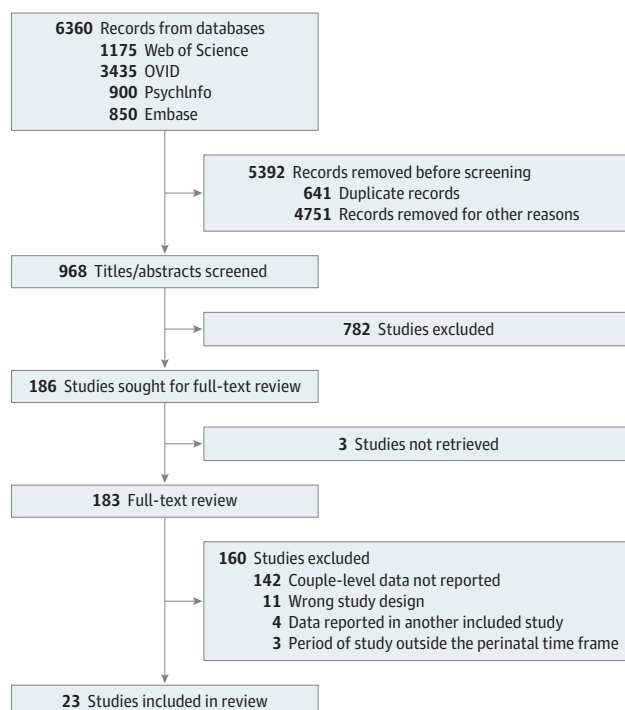 6360 Records from databases
1175 Web of Science
3435 OVID
900 PsychInfo
850 Embase
5392 Records removed before screening
641 Duplicate records
4751 Records removed for other reasons
968 Titles/abstracts screened
782 Studies excluded
186 Studies sought for full-text review
3 Studies not retrieved
183 Full-text review
160 Studies excluded
142 Couple-level data not reported
11 Wrong study design
4 Data reported in another included study
3 Period of study outside the perinatal time frame
23 Studies included in review